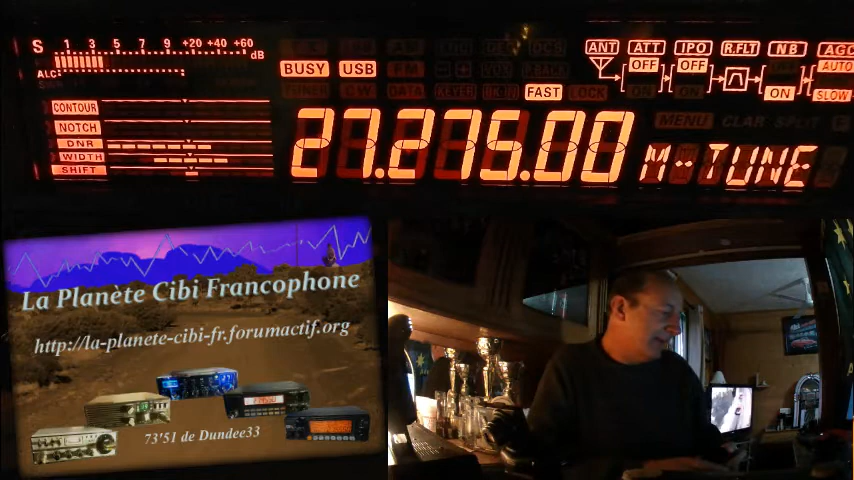 S 1 3 5 7 9 +20 +40 +60 dB
ALC
BUSY USB
FAST
ANT ATT IPO R.FLT NB AGC
OFF OFF AUTO
ON SLOW
CONTOUR
NOTCH
DNR
WIDTH
SHIFT
27.275.00 M-TUNE
MENU CLAR SPLIT
La Planète Cibi Francophone
http://la-planete-cibi-fr.forumactif.org
73'51 de Dundee33